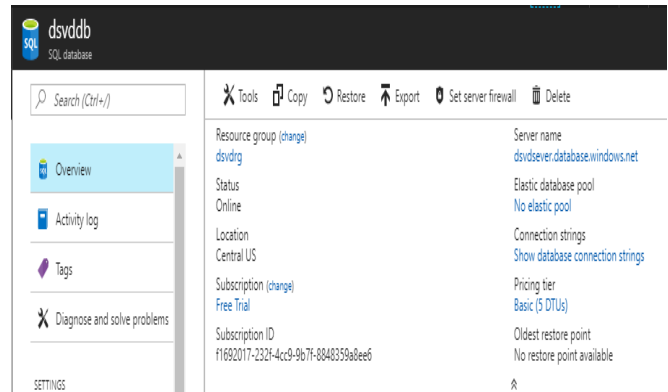 dsvddb
SQL
SQL database
Search (Ctrl+/)
Overview
Activity log
Tags
Diagnose and solve problems
SETTINGS
Tools Copy Restore Export Set server firewall Delete
Resource group (change)
dsvdrg
Status
Online
Location
Central US
Subscription (change)
Free Trial
Subscription ID
f1692017-232f-4cc9-9b7f-8848359a8ee6
Server name
dsvdsever.database.windows.net
Elastic database pool
No elastic pool
Connection strings
Show database connection strings
Pricing tier
Basic (5 DTUs)
Oldest restore point
No restore point available